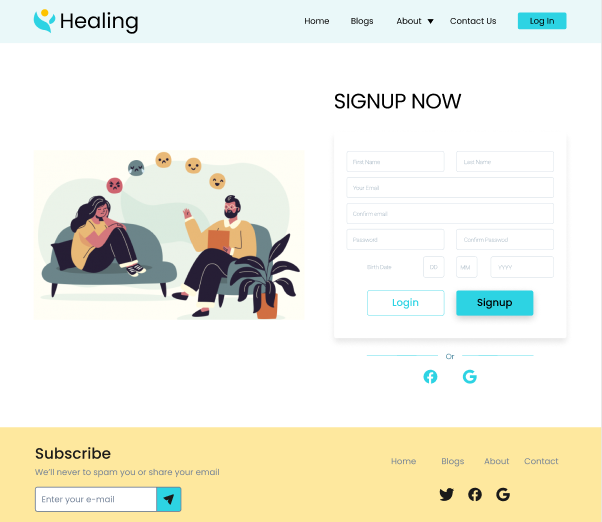 Healing
Home Blogs About Contact Us Log In
SIGNUP NOW
First Name Last Name
Your Email
Confirm email
Password Confirm Password
Birth Date DD MM YYYY
Login Signup
Or
Subscribe
We'll never to spam you or share your email
Enter your e-mail
Home Blogs About Contact